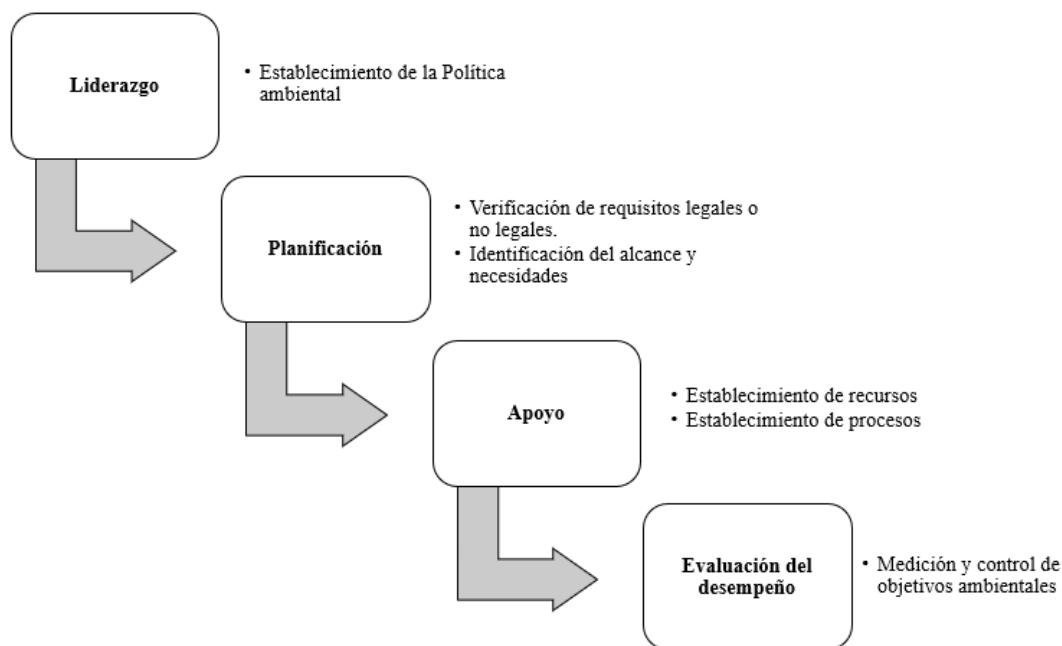 Liderazgo
• Establecimiento de la Política
ambiental
Planificación
• Verificación de requisitos legales o
no legales.
• Identificación del alcance y
necesidades
Apoyo
• Establecimiento de recursos
• Establecimiento de procesos
Evaluación del
desempeño
• Medición y control de
objetivos ambientales